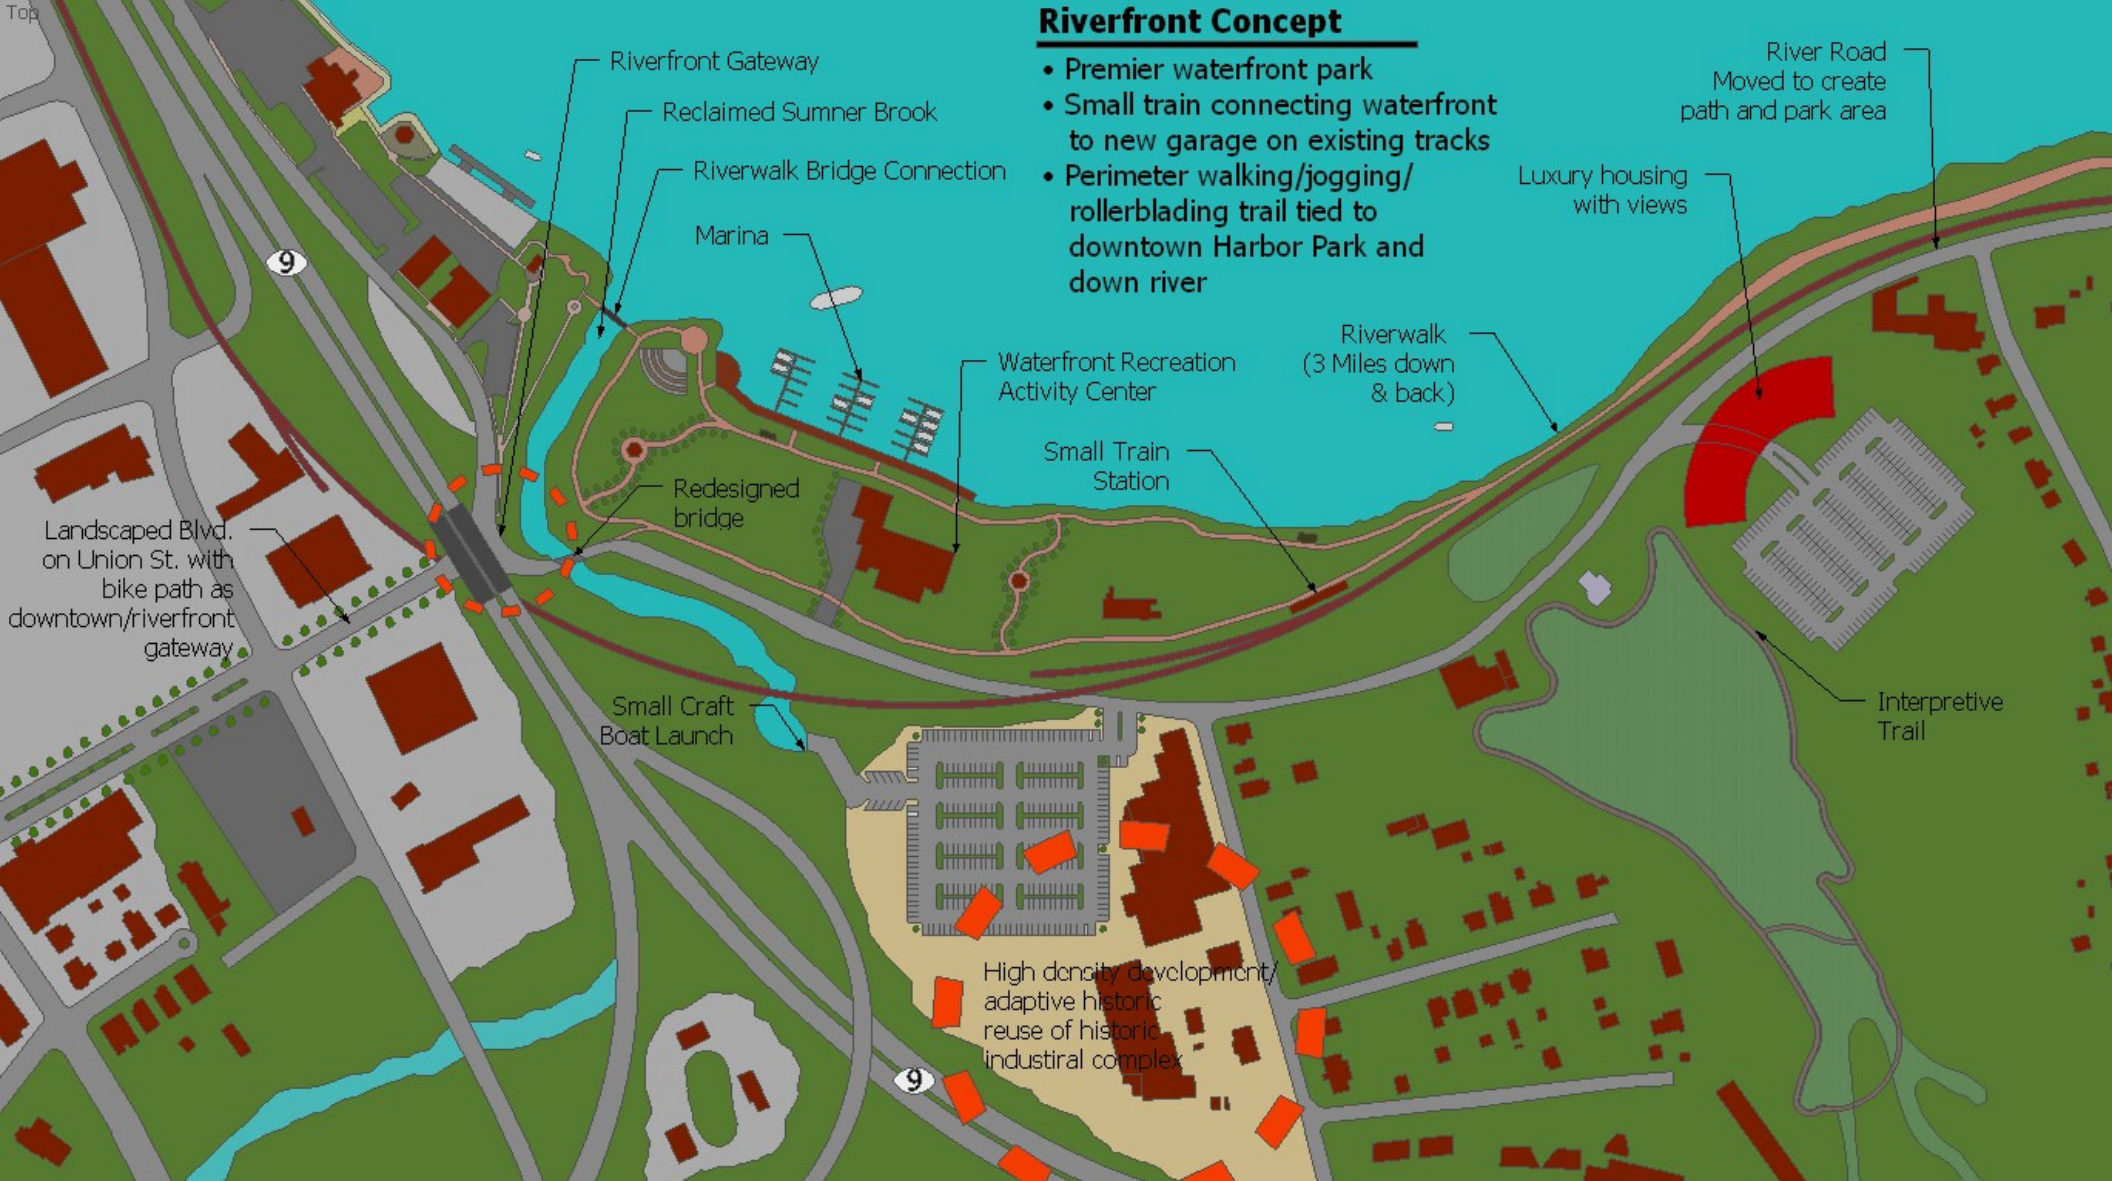 Top
Riverfront Concept
• Premier waterfront park
• Small train connecting waterfront
to new garage on existing tracks
• Perimeter walking/jogging/
rollerblading trail tied to
downtown Harbor Park and
down river
Riverfront Gateway
Reclaimed Sumner Brook
Riverwalk Bridge Connection
Marina
River Road
Moved to create
path and park area
Luxury housing
with views
9
Riverwalk
(3 Miles down
& back)
Waterfront Recreation
Activity Center
Small Train
Station
Redesigned
bridge
Landscaped Blvd.
on Union St. with
bike path as
downtown/riverfront
gateway
Small Craft
Boat Launch
Interpretive
Trail
High density development/
adaptive historic
reuse of historic
industiral complex
9